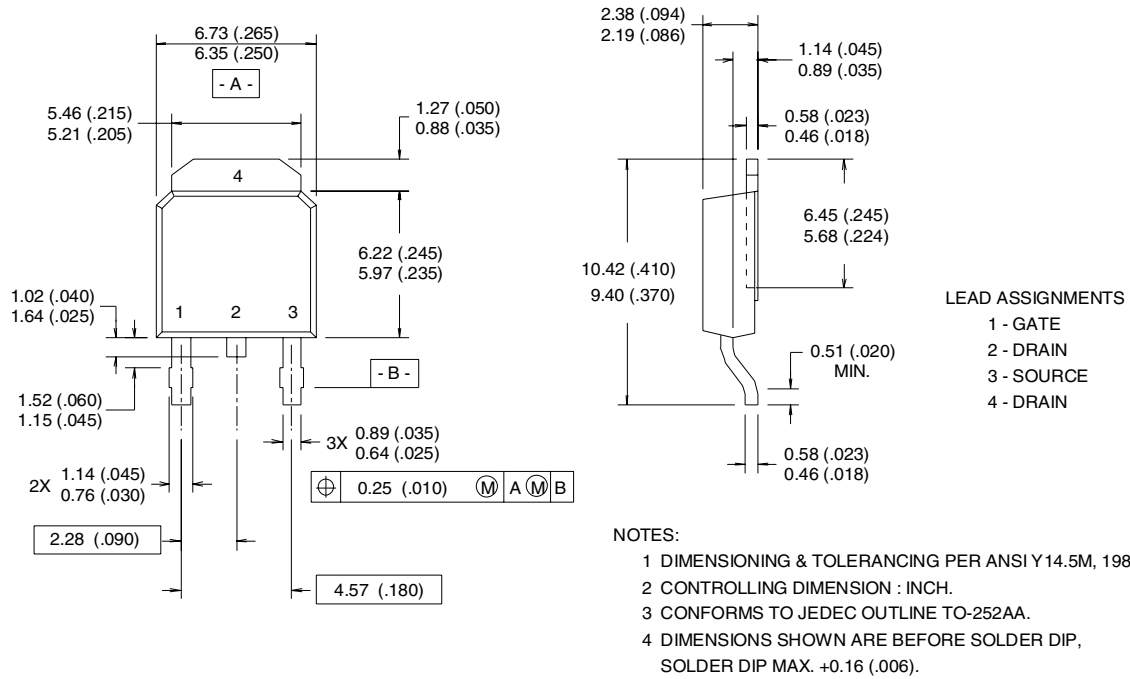 6.73 (.265)
6.35 (.250)
- A -
5.46 (.215)
5.21 (.205)
1.27 (.050)
0.88 (.035)
4
6.22 (.245)
5.97 (.235)
1.02 (.040)
1.64 (.025)
1 2 3
- B -
1.52 (.060)
1.15 (.045)
3X 0.89 (.035)
0.64 (.025)
2X 1.14 (.045)
0.76 (.030)
⌖ 0.25 (.010) Ⓜ A Ⓜ B
2.28 (.090)
4.57 (.180)
2.38 (.094)
2.19 (.086)
1.14 (.045)
0.89 (.035)
0.58 (.023)
0.46 (.018)
6.45 (.245)
5.68 (.224)
10.42 (.410)
9.40 (.370)
0.51 (.020)
MIN.
0.58 (.023)
0.46 (.018)
LEAD ASSIGNMENTS
1 - GATE
2 - DRAIN
3 - SOURCE
4 - DRAIN
NOTES:
1 DIMENSIONING & TOLERANCING PER ANSI Y14.5M, 198
2 CONTROLLING DIMENSION : INCH.
3 CONFORMS TO JEDEC OUTLINE TO-252AA.
4 DIMENSIONS SHOWN ARE BEFORE SOLDER DIP,
SOLDER DIP MAX. +0.16 (.006).